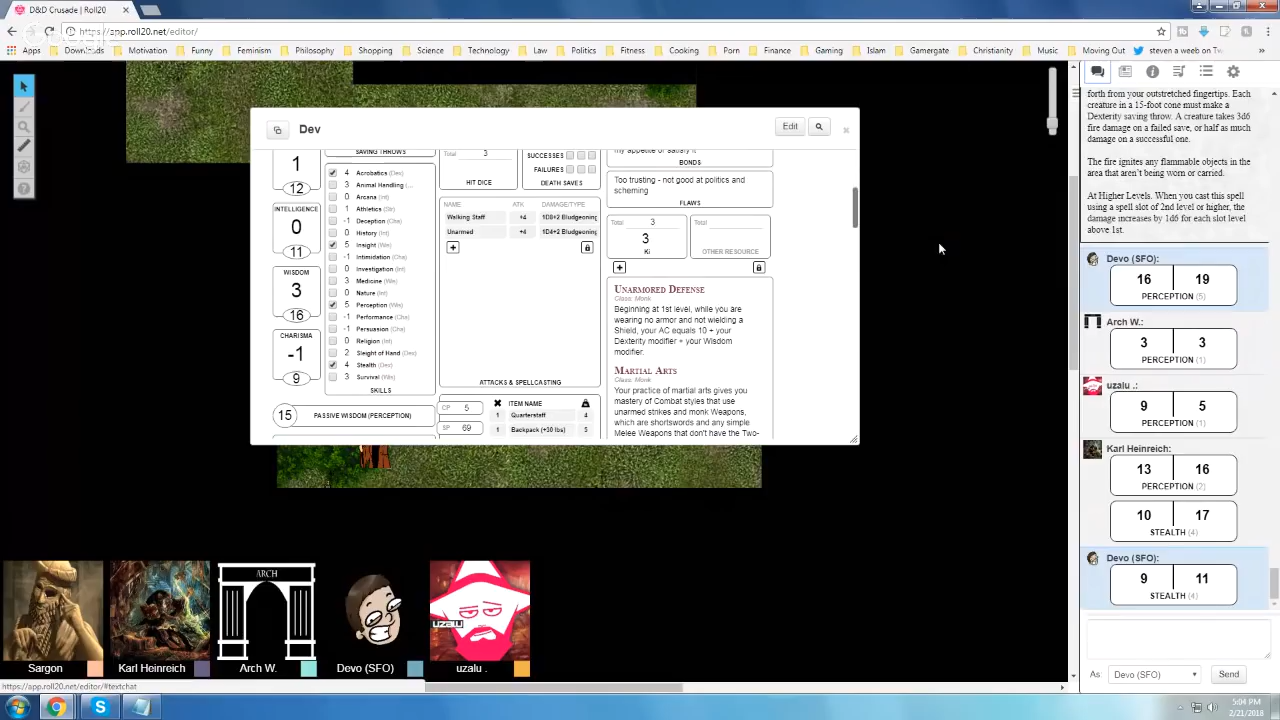 D&D Crusade | Roll20
https://app.roll20.net/editor/
Apps Downloads Motivation Funny Feminism Philosophy Shopping Science Technology Law Politics Fitness Cooking Porn Finance Gaming Islam Gamergate Christianity Music Moving Out steven a weeb on Tw
Dev
Edit
1
12
INTELLIGENCE
0
11
WISDOM
3
16
CHARISMA
-1
9
SAVING THROWS
4 Acrobatics (Dex)
3 Animal Handling (...
0 Arcana (Int)
1 Athletics (Str)
-1 Deception (Cha)
0 History (Int)
5 Insight (Wis)
-1 Intimidation (Cha)
0 Investigation (Int)
3 Medicine (Wis)
0 Nature (Int)
5 Perception (Wis)
-1 Performance (Cha)
-1 Persuasion (Cha)
0 Religion (Int)
2 Sleight of Hand (Dex)
4 Stealth (Dex)
3 Survival (Wis)
SKILLS
15 PASSIVE WISDOM (PERCEPTION)
Total 3
HIT DICE
SUCCESSES
FAILURES
DEATH SAVES
NAME ATK DAMAGE/TYPE
Walking Staff +4 1D8+2 Bludgeoning
Unarmed +4 1D4+2 Bludgeoning
ATTACKS & SPELLCASTING
CP 5
SP 69
ITEM NAME
1 Quarterstaff 4
1 Backpack (+30 lbs) 5
my appetite or satisfy it
BONDS
Too trusting - not good at politics and
scheming
FLAWS
Total 3
3
Ki
Total
OTHER RESOURCE
UNARMORED DEFENSE
Class: Monk
Beginning at 1st level, while you are
wearing no armor and not wielding a
Shield, your AC equals 10 + your
Dexterity modifier + your Wisdom
modifier.
MARTIAL ARTS
Class: Monk
Your practice of martial arts gives you
mastery of Combat styles that use
unarmed strikes and monk Weapons,
which are shortswords and any simple
Melee Weapons that don't have the Two-
forth from your outstretched fingertips. Each
creature in a 15-foot cone must make a
Dexterity saving throw. A creature takes 3d6
fire damage on a failed save, or half as much
damage on a successful one.
The fire ignites any flammable objects in the
area that aren't being worn or carried.
At Higher Levels. When you cast this spell
using a spell slot of 2nd level or higher, the
damage increases by 1d6 for each slot level
above 1st.
Devo (SFO):
16 19
PERCEPTION (5)
Arch W.:
3 3
PERCEPTION (1)
uzalu .:
9 5
PERCEPTION (1)
Karl Heinreich:
13 16
PERCEPTION (2)
10 17
STEALTH (4)
Devo (SFO):
9 11
STEALTH (4)
As: Devo (SFO) Send
ARCH
UZALU
Sargon Karl Heinreich Arch W. Devo (SFO) uzalu .
https://app.roll20.net/editor/#textchat
5:04 PM
2/21/2018